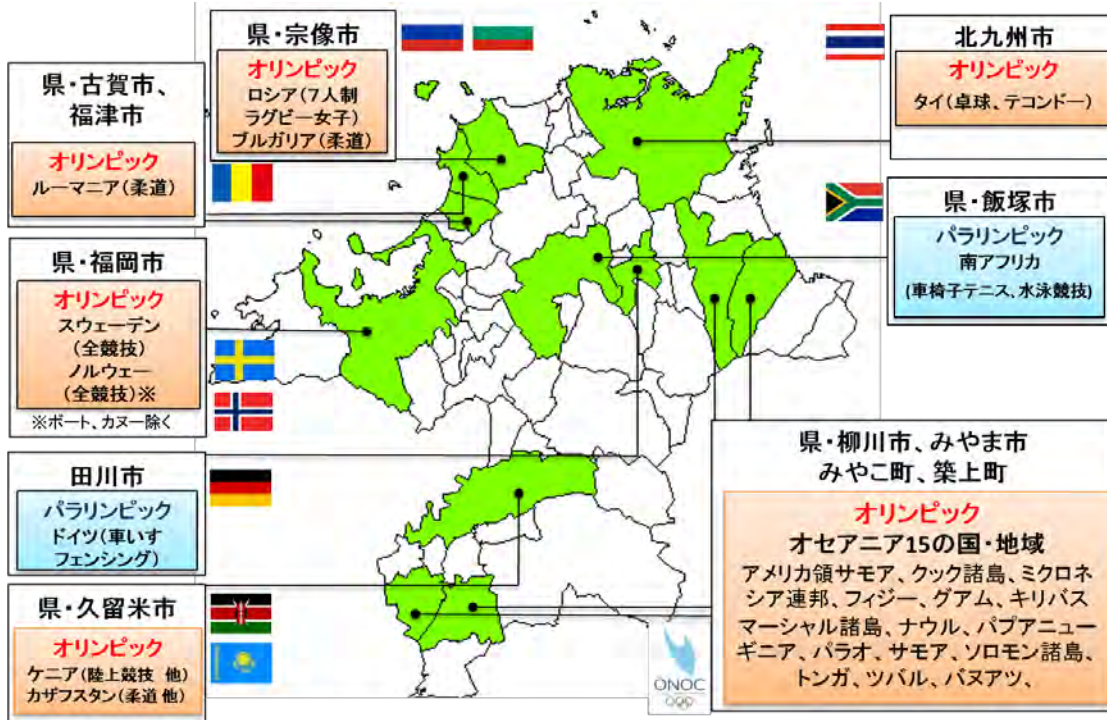 県・宗像市
オリンピック
ロシア(7人制
ラグビー女子)
ブルガリア(柔道)
北九州市
オリンピック
タイ(卓球、テコンドー)
県・古賀市、
福津市
オリンピック
ルーマニア(柔道)
県・飯塚市
パラリンピック
南アフリカ
(車椅子テニス、水泳競技)
県・福岡市
オリンピック
スウェーデン
(全競技)
ノルウェー
(全競技)※
※ボート、カヌー除く
田川市
パラリンピック
ドイツ(車いす
フェンシング)
県・久留米市
オリンピック
ケニア(陸上競技 他)
カザフスタン(柔道 他)
県・柳川市、みやま市
みやこ町、築上町
オリンピック
オセアニア15の国・地域
アメリカ領サモア、クック諸島、ミクロネ
シア連邦、フィジー、グアム、キリバス
マーシャル諸島、ナウル、パプアニュー
ギニア、パラオ、サモア、ソロモン諸島、
トンガ、ツバル、バヌアツ、
ONOC